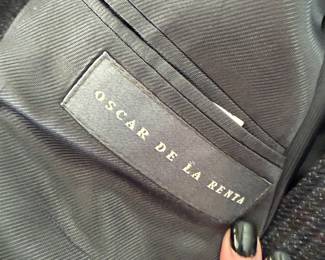 OSCAR DE LA RENTA